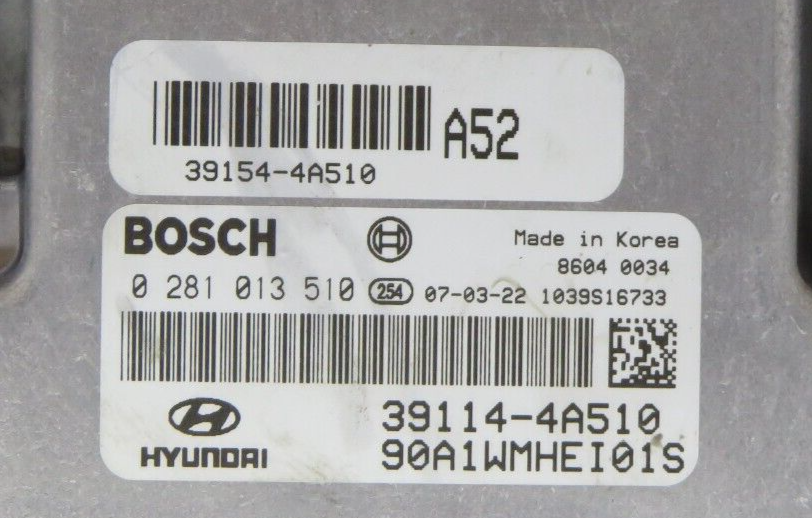 A52
39154-4A510
BOSCH
Made in Korea
8604 0034
0 281 013 510 254 07-03-22 1039S16733
HYUNDAI
39114-4A510
90A1WMHEI01S